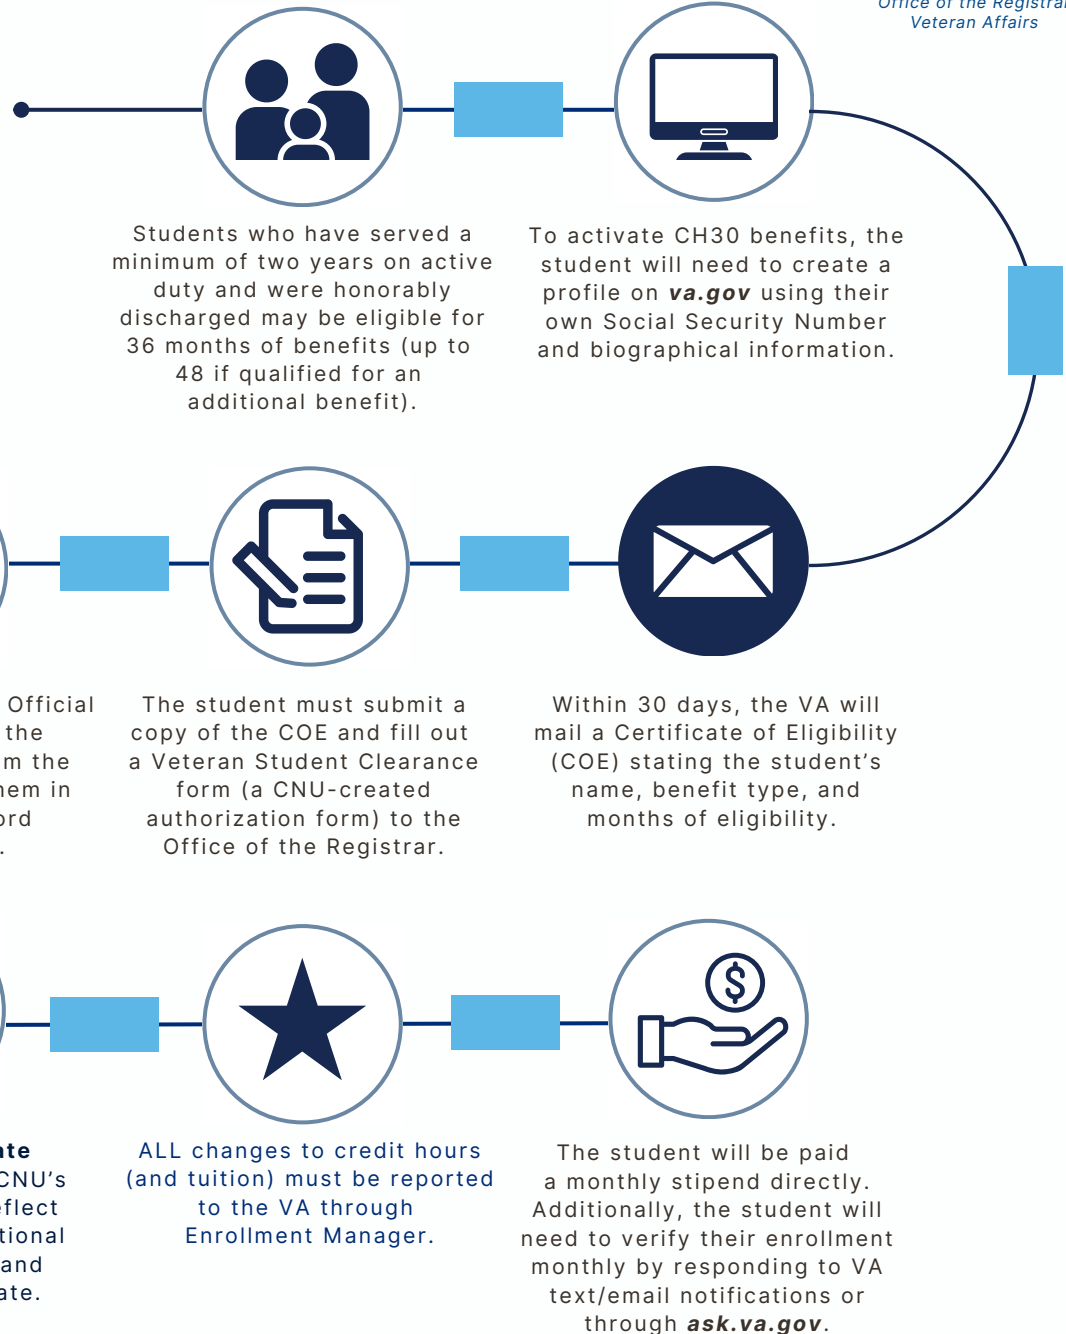 Office of the Registrar
Veteran Affairs
Students who have served a
minimum of two years on active
duty and were honorably
discharged may be eligible for
36 months of benefits (up to
48 if qualified for an
additional benefit).
To activate CH30 benefits, the
student will need to create a
profile on va.gov using their
own Social Security Number
and biographical information.
Official
the
the
in
The student must submit a
copy of the COE and fill out
a Veteran Student Clearance
form (a CNU-created
authorization form) to the
Office of the Registrar.
Within 30 days, the VA will
mail a Certificate of Eligibility
(COE) stating the student's
name, benefit type, and
months of eligibility.
CNU's
and
ALL changes to credit hours
(and tuition) must be reported
to the VA through
Enrollment Manager.
The student will be paid
a monthly stipend directly.
Additionally, the student will
need to verify their enrollment
monthly by responding to VA
text/email notifications or
through ask.va.gov.